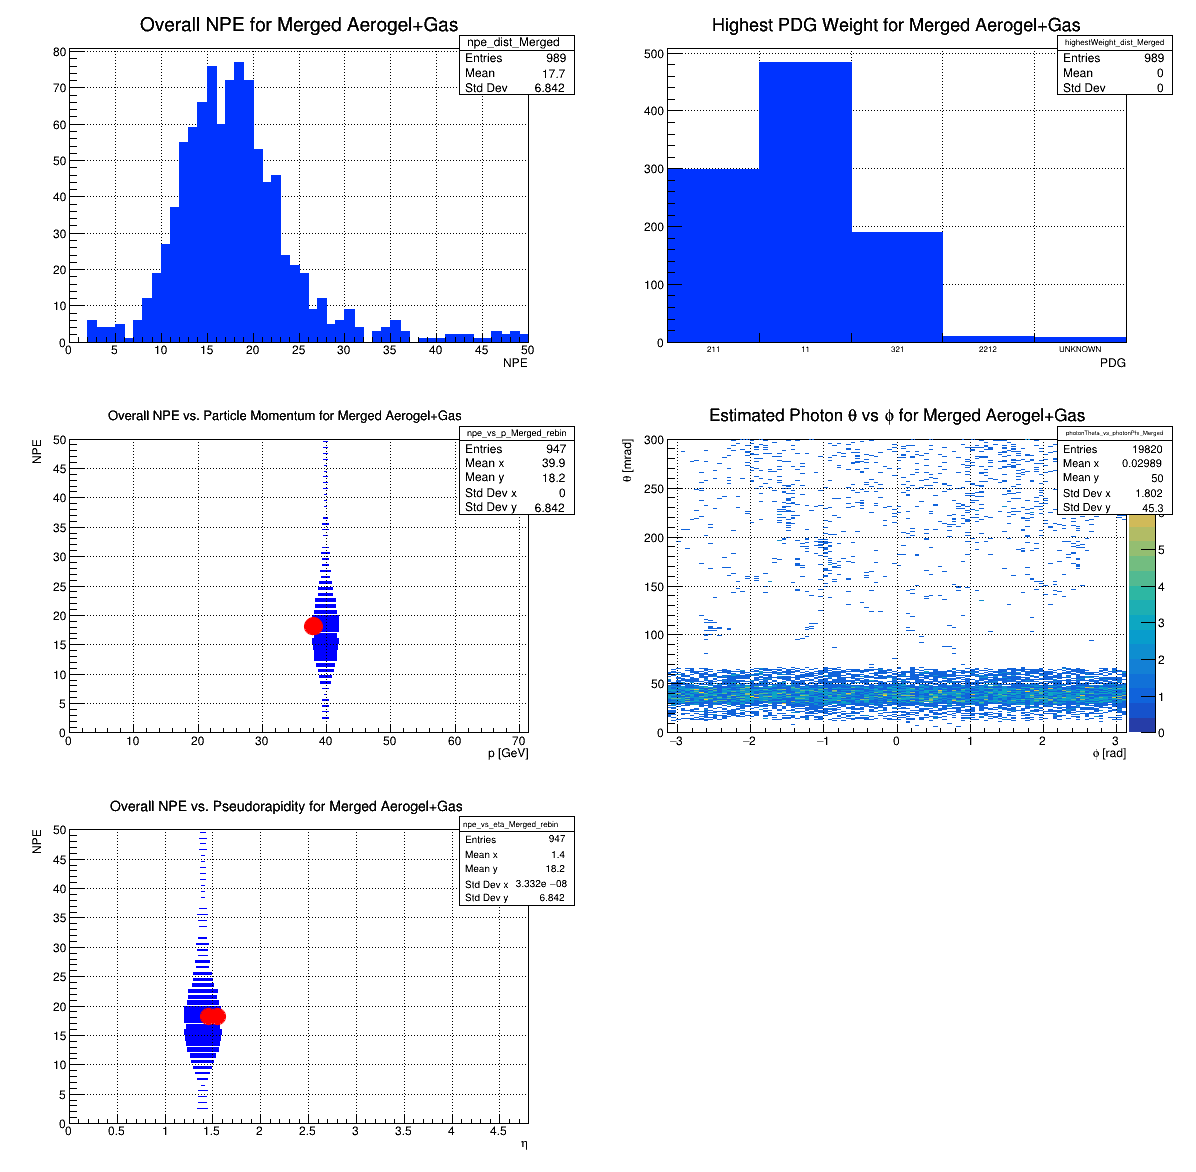 Overall NPE for Merged Aerogel+Gas
npe_dist_Merged
Entries 989
Mean 17.7
Std Dev 6.842
80
70
60
50
40
30
20
10
0
0 5 10 15 20 25 30 35 40 45 50
NPE
Highest PDG Weight for Merged Aerogel+Gas
highestWeight_dist_Merged
Entries 989
Mean 0
Std Dev 0
500
400
300
200
100
0
211 11 321 2212 UNKNOWN
PDG
Overall NPE vs. Particle Momentum for Merged Aerogel+Gas
npe_vs_p_Merged_rebin
Entries 947
Mean x 39.9
Mean y 18.2
Std Dev x 0
Std Dev y 6.842
NPE
50
45
40
35
30
25
20
15
10
5
0
0 10 20 30 40 50 60 70
p [GeV]
Estimated Photon θ vs ϕ for Merged Aerogel+Gas
photonTheta_vs_photonPhi_Merged
Entries 19820
Mean x 0.02989
Mean y 50
Std Dev x 1.802
Std Dev y 45.3
θ [mrad]
300
250
200
150
100
50
0
−3 −2 −1 0 1 2 3
ϕ [rad]
5
4
3
2
1
0
Overall NPE vs. Pseudorapidity for Merged Aerogel+Gas
npe_vs_eta_Merged_rebin
Entries 947
Mean x 1.4
Mean y 18.2
Std Dev x 3.332e −08
Std Dev y 6.842
NPE
50
45
40
35
30
25
20
15
10
5
0
0 0.5 1 1.5 2 2.5 3 3.5 4 4.5
η